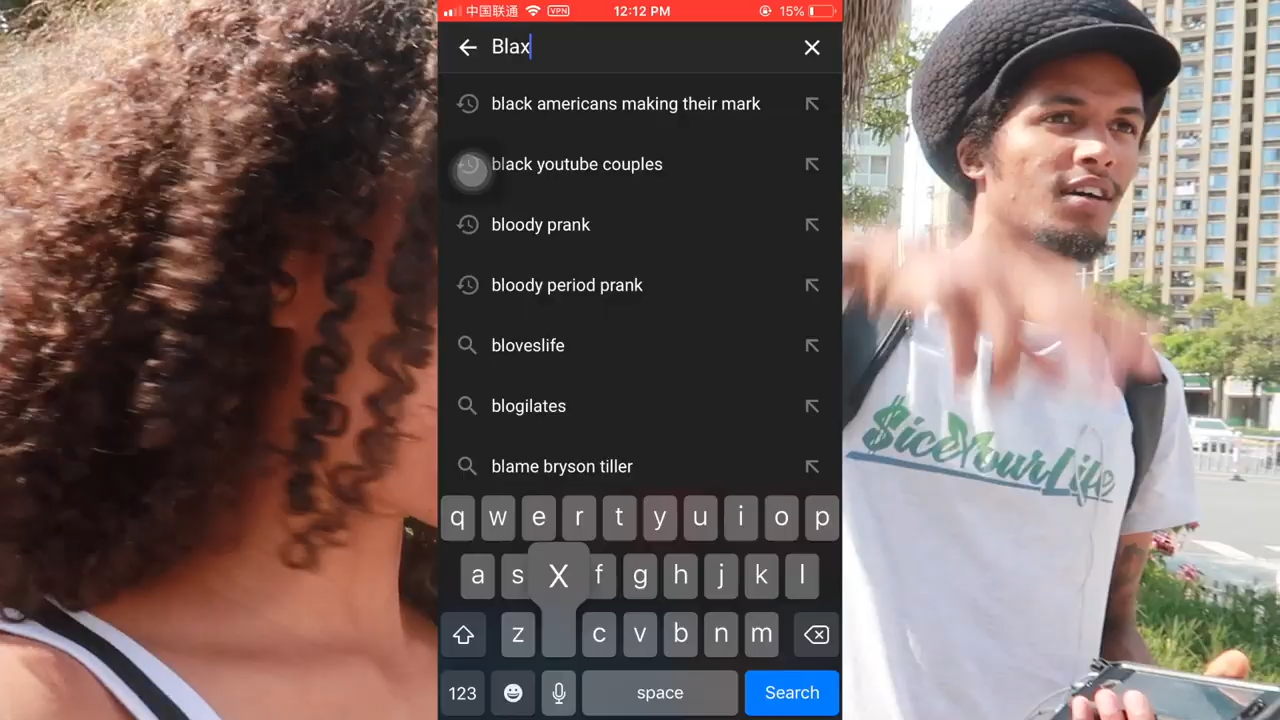 中国联通 VPN 12:12 PM 15%
Blax
black americans making their mark
black youtube couples
bloody prank
bloody period prank
bloveslife
blogilates
blame bryson tiller
q w e r t y u i o p
a s X f g h j k l
z c v b n m
123 space Search
$iceYourLife